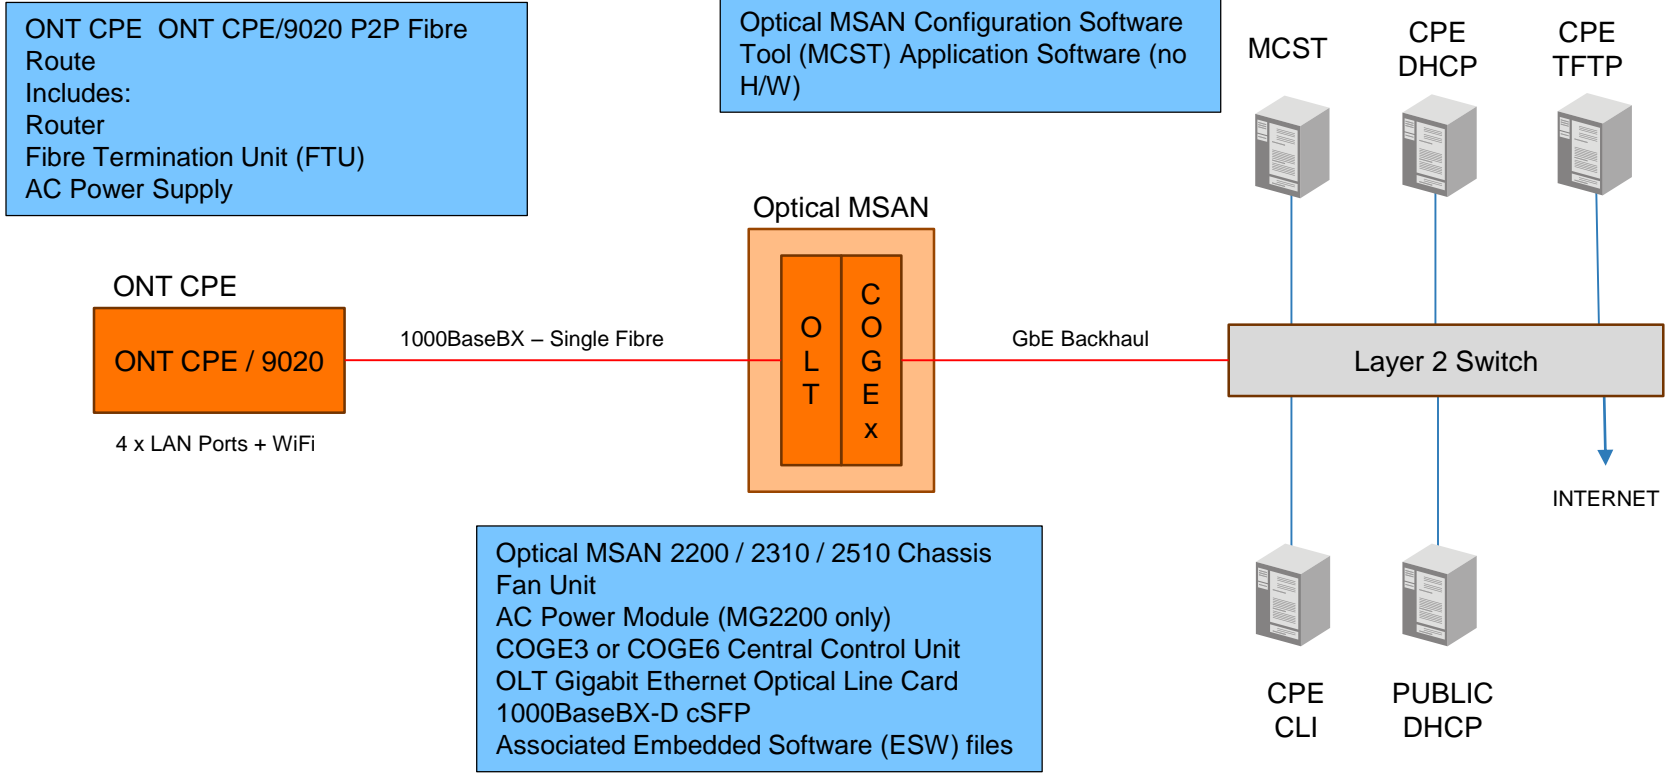 ONT CPE  ONT CPE/9020 P2P Fibre
Route
Includes:
Router
Fibre Termination Unit (FTU)
AC Power Supply
Optical MSAN Configuration Software
Tool (MCST) Application Software (no
H/W)
MCST
CPE
DHCP
CPE
TFTP
Optical MSAN
ONT CPE
ONT CPE / 9020
4 x LAN Ports + WiFi
1000BaseBX – Single Fibre
O
L
T
C
O
G
E
x
GbE Backhaul
Layer 2 Switch
INTERNET
Optical MSAN 2200 / 2310 / 2510 Chassis
Fan Unit
AC Power Module (MG2200 only)
COGE3 or COGE6 Central Control Unit
OLT Gigabit Ethernet Optical Line Card
1000BaseBX-D cSFP
Associated Embedded Software (ESW) files
CPE
CLI
PUBLIC
DHCP